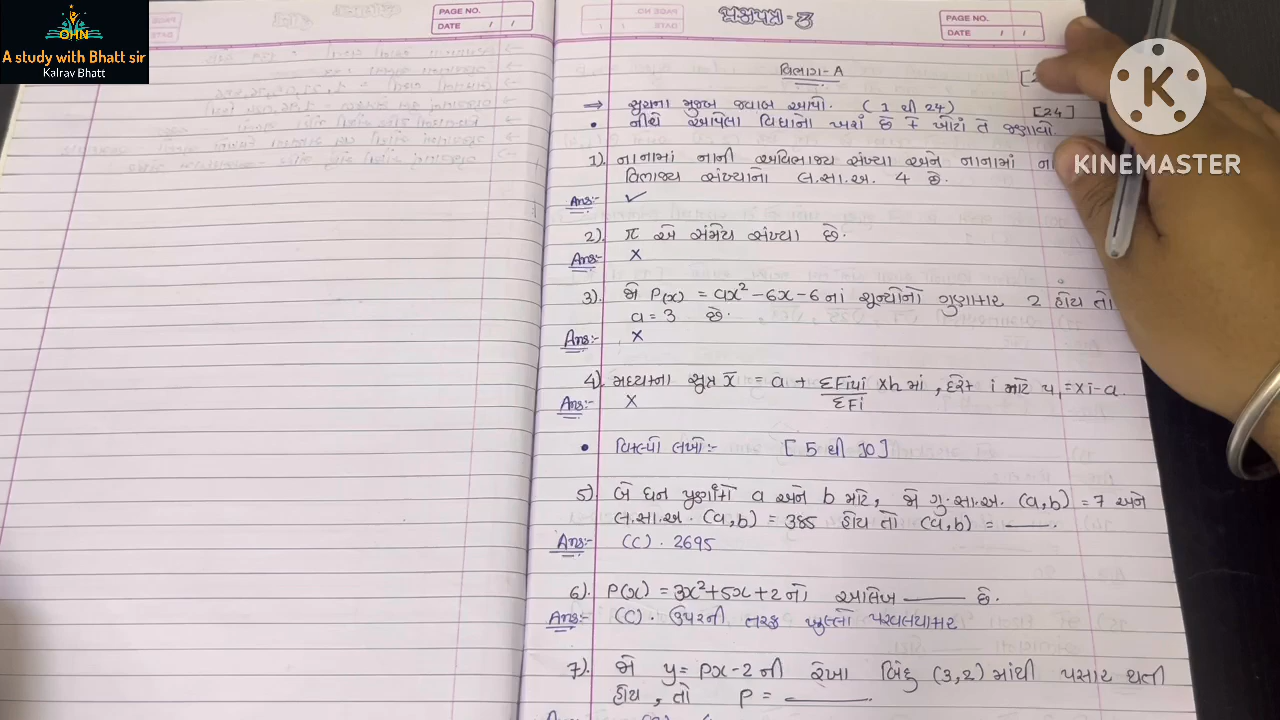 OHN
A study with Bhatt sir
Kalrav Bhatt
PAGE NO.
DATE / /
પ્રશ્નપત્ર - 3
PAGE NO.
DATE / /
વિભાગ-A
⇒ સૂચના મુજબ જવાબ આપો. (1 થી 24) [24]
• નીચે આપેલા વિધાનો ખરાં છે કે ખોટાં તે જણાવો.
1). નાનામાં નાની અવિભાજ્ય સંખ્યા અને નાનામાં
વિભાજ્ય સંખ્યાનો લ.સા.અ. 4 છે.
Ans:- ✓
2). π એ સંમેય સંખ્યા છે.
Ans:- X
3). જો P(x) = ax² - 6x - 6 નાં શૂન્યોનો ગુણાકાર 2 હોય તો
a = 3 છે.
Ans:- X
4). મધ્યકના સૂત્ર x̄ = a + ΣFiui/ΣFi × h માં, દરેક i માટે ui = xi - a.
Ans:- X
• વિકલ્પો લખો:- [5 થી 10]
5). બે ધન પૂર્ણાંકો a અને b માટે, જો ગુ.સા.અ. (a,b) = 7 અને
લ.સા.અ. (a,b) = 385 હોય તો (a,b) = ____.
Ans:- (C). 2695
6). P(x) = 3x²+5x+2 નો આલેખ ____ છે.
Ans:- (C). ઉપરની તરફ ખુલ્લો પરવલયાકાર
7). જો y = Px-2 ની રેખા બિંદુ (3,2) માંથી પસાર થતી
હોય, તો P = ____.
KINEMASTER